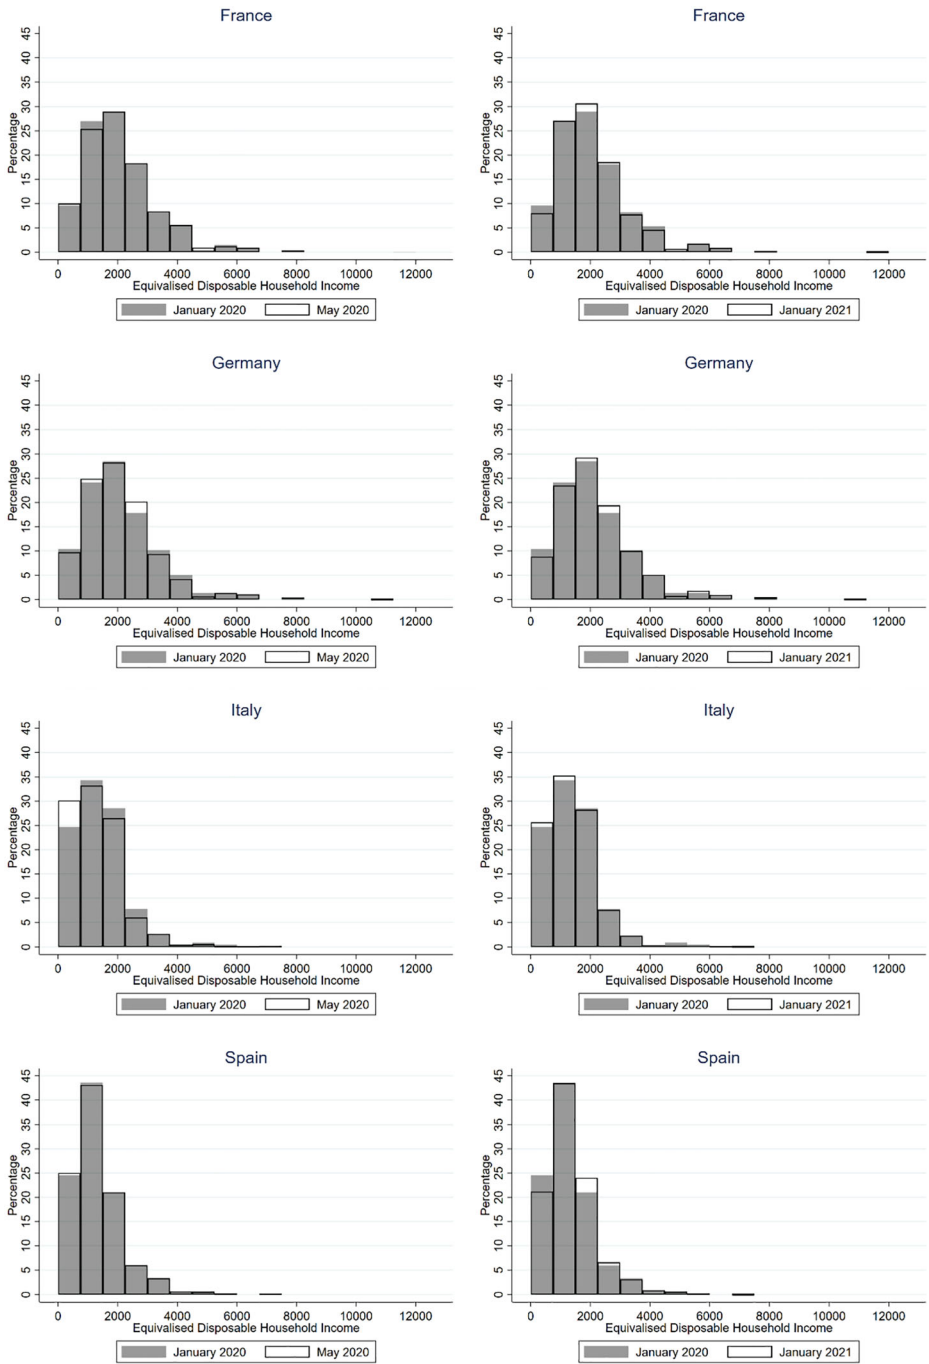 France
Percentage
45
40
35
30
25
20
15
10
5
0
0 2000 4000 6000 8000 10000 12000
Equivalised Disposable Household Income
January 2020 May 2020
France
Percentage
45
40
35
30
25
20
15
10
5
0
0 2000 4000 6000 8000 10000 12000
Equivalised Disposable Household Income
January 2020 January 2021
Germany
Percentage
45
40
35
30
25
20
15
10
5
0
0 2000 4000 6000 8000 10000 12000
Equivalised Disposable Household Income
January 2020 May 2020
Germany
Percentage
45
40
35
30
25
20
15
10
5
0
0 2000 4000 6000 8000 10000 12000
Equivalised Disposable Household Income
January 2020 January 2021
Italy
Percentage
45
40
35
30
25
20
15
10
5
0
0 2000 4000 6000 8000 10000 12000
Equivalised Disposable Household Income
January 2020 May 2020
Italy
Percentage
45
40
35
30
25
20
15
10
5
0
0 2000 4000 6000 8000 10000 12000
Equivalised Disposable Household Income
January 2020 January 2021
Spain
Percentage
45
40
35
30
25
20
15
10
5
0
0 2000 4000 6000 8000 10000 12000
Equivalised Disposable Household Income
January 2020 May 2020
Spain
Percentage
45
40
35
30
25
20
15
10
5
0
0 2000 4000 6000 8000 10000 12000
Equivalised Disposable Household Income
January 2020 January 2021